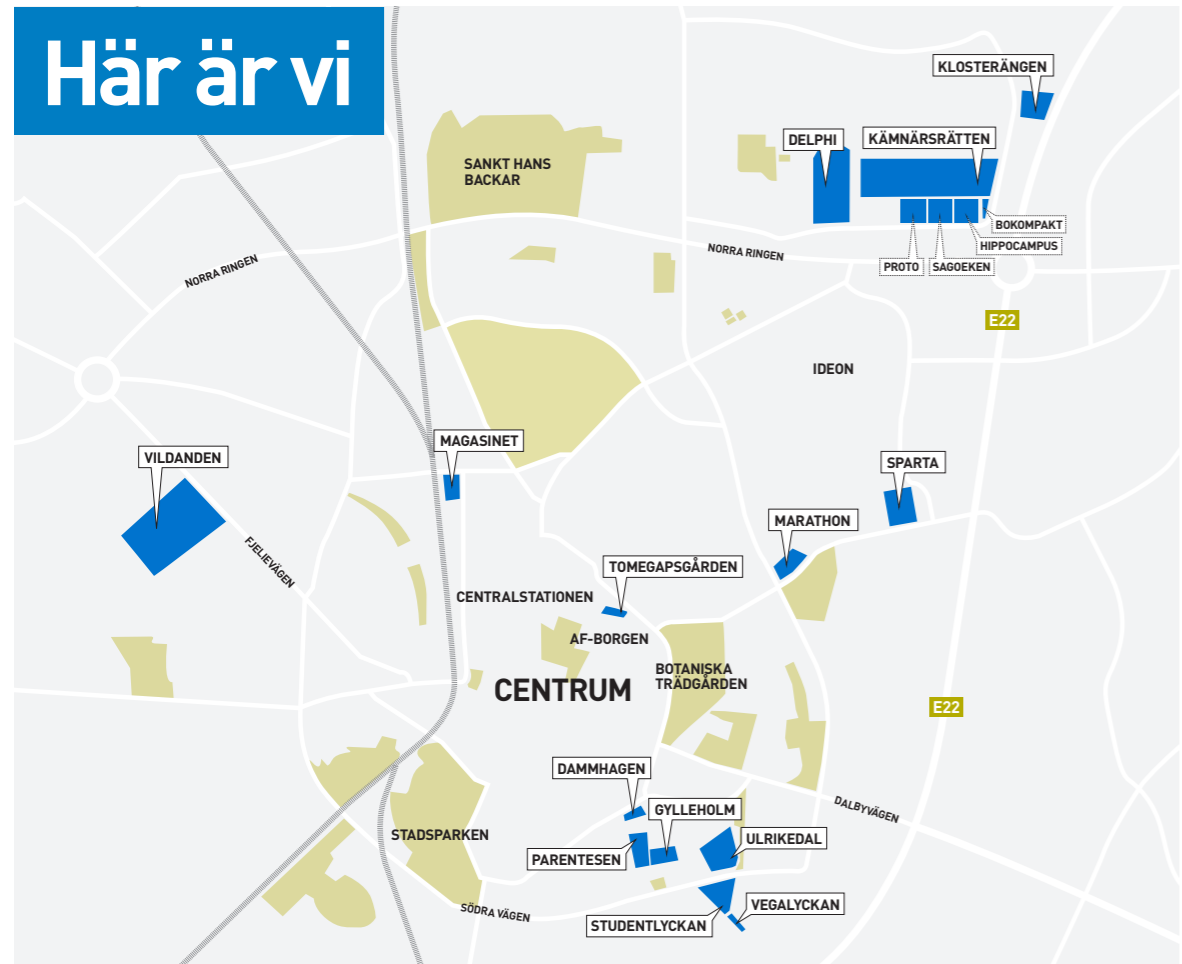 Här är vi
KLOSTERÄNGEN
DELPHI
KÄMNÄRSRÄTTEN
SANKT HANS
BACKAR
BOKOMPAKT
HIPPOCAMPUS
PROTO
SAGOEKEN
NORRA RINGEN
NORRA RINGEN
E22
IDEON
MAGASINET
VILDANDEN
SPARTA
MARATHON
FJELIEVÄGEN
TOMEGAPSGÅRDEN
CENTRALSTATIONEN
AF-BORGEN
BOTANISKA
TRÄDGÅRDEN
CENTRUM
E22
DAMMHAGEN
GYLLEHOLM
DALBYVÄGEN
STADSPARKEN
ULRIKEDAL
PARENTESEN
VEGALYCKAN
SÖDRA VÄGEN
STUDENTLYCKAN